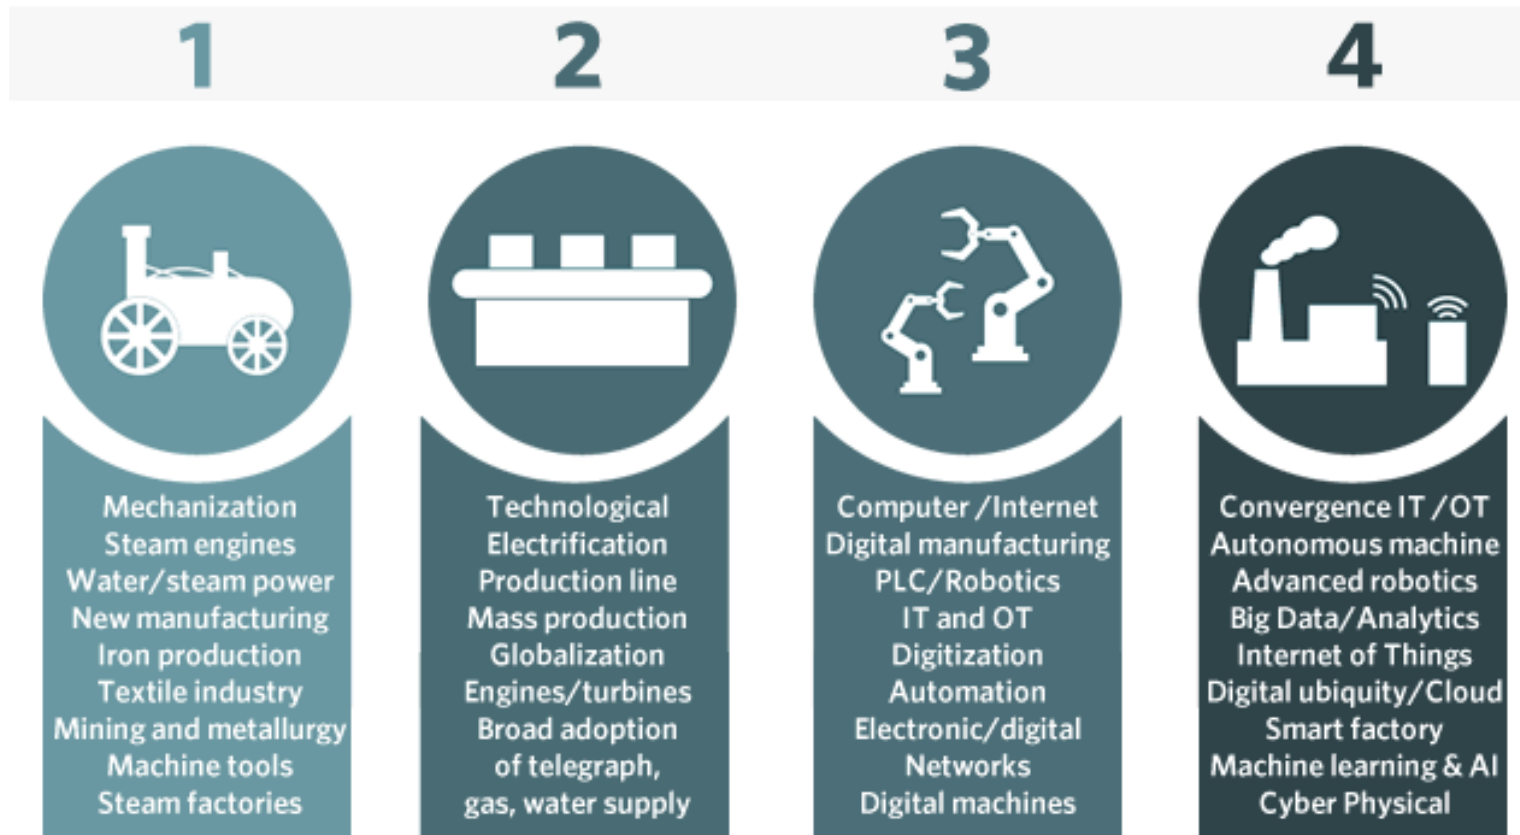 1
2
3
4
Mechanization
Steam engines
Water/steam power
New manufacturing
Iron production
Textile industry
Mining and metallurgy
Machine tools
Steam factories
Technological
Electrification
Production line
Mass production
Globalization
Engines/turbines
Broad adoption
of telegraph,
gas, water supply
Computer /Internet
Digital manufacturing
PLC/Robotics
IT and OT
Digitization
Automation
Electronic/digital
Networks
Digital machines
Convergence IT /OT
Autonomous machine
Advanced robotics
Big Data/Analytics
Internet of Things
Digital ubiquity/Cloud
Smart factory
Machine learning & AI
Cyber Physical